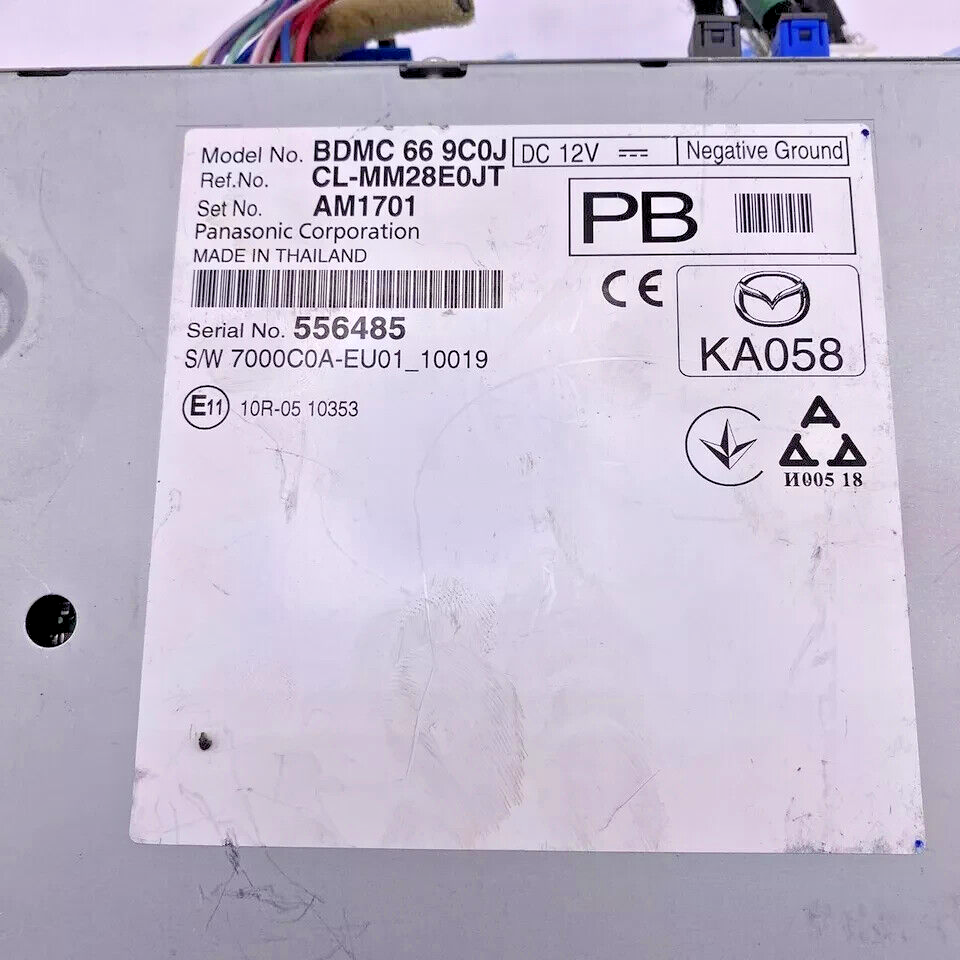 Model No. BDMC 66 9C0J DC 12V Negative Ground
Ref.No. CL-MM28E0JT
Set No. AM1701
PB
Panasonic Corporation
MADE IN THAILAND
CE
Serial No. 556485
KA058
S/W 7000C0A-EU01_10019
E11 10R-05 10353
И005 18